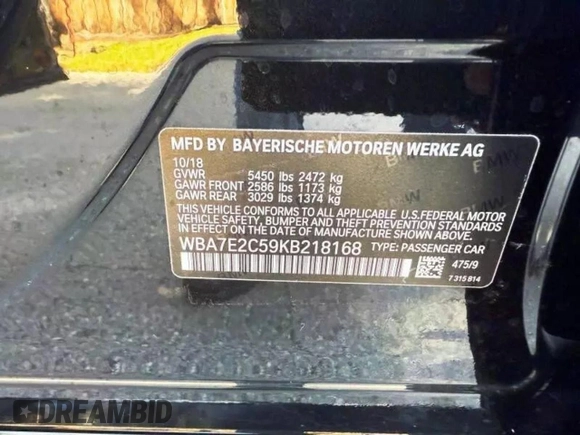 MFD BY BAYERISCHE MOTOREN WERKE AG
10/18
GVWR 5450 lbs 2472 kg
GAWR FRONT 2586 lbs 1173 kg
GAWR REAR 3029 lbs 1374 kg
THIS VEHICLE CONFORMS TO ALL APPLICABLE U.S.FEDERAL MOTOR
VEHICLE SAFETY, BUMPER AND THEFT PREVENTION STANDARDS
IN EFFECT ON THE DATE OF MANUFACTURE SHOWN ABOVE.
WBA7E2C59KB218168 TYPE: PASSENGER CAR
475/9
7 315 814
DREAMBID